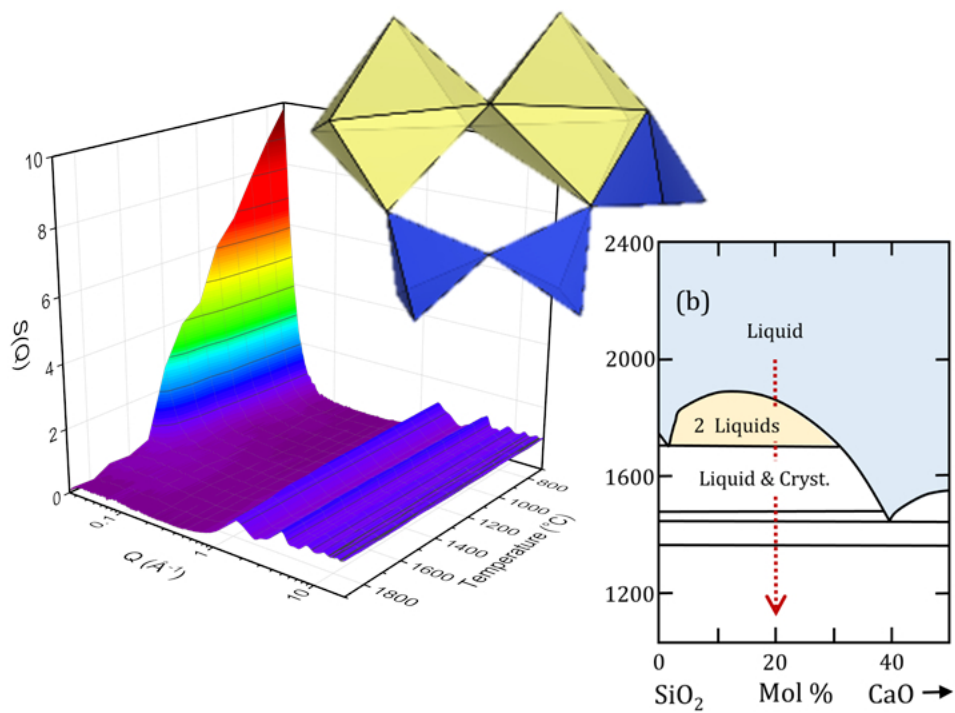 10
8
6
4
2
0
S(Q)
0.1
1
10
Q (Å⁻¹)
800
1000
1200
1400
1600
1800
Temperature (°C)
2400
2000
1600
1200
(b)
Liquid
2 Liquids
Liquid & Cryst.
0
20
40
SiO₂
Mol %
CaO